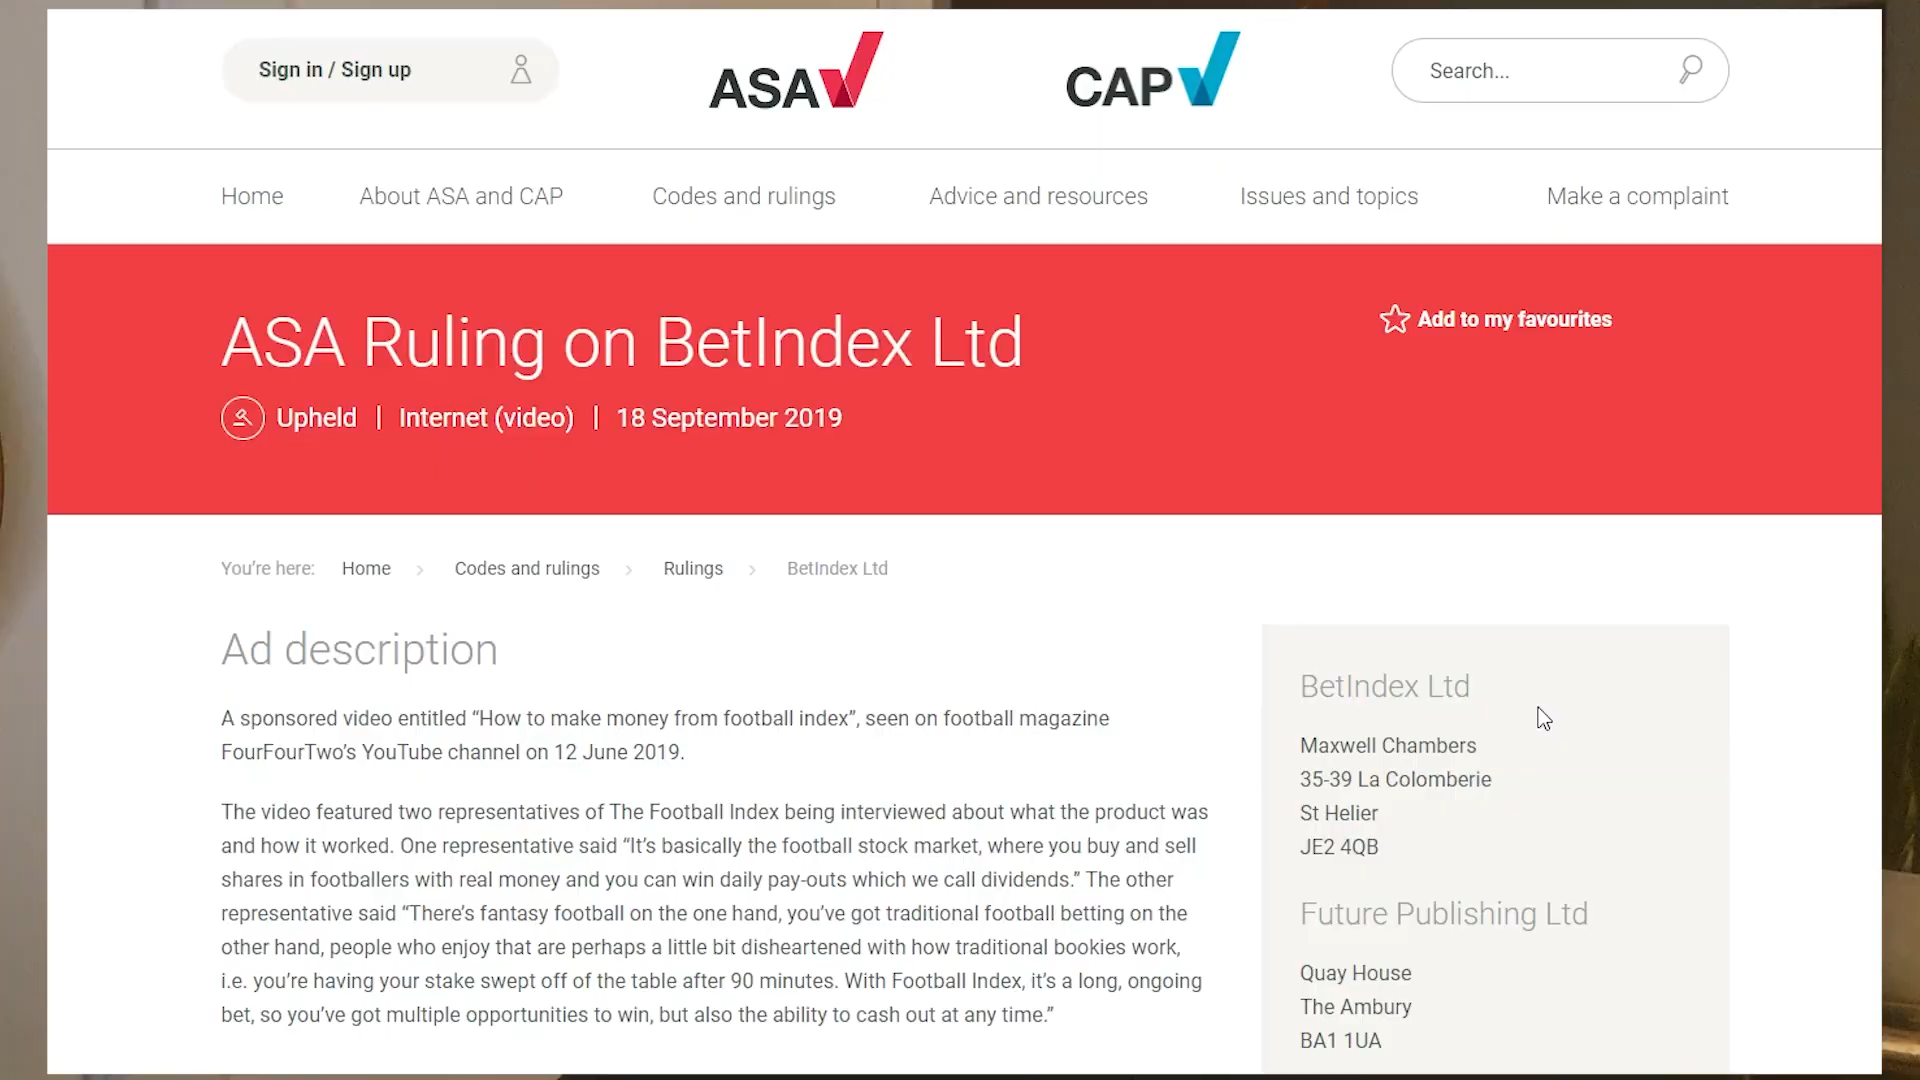 Sign in / Sign up
ASA
CAP
Search...
Home
About ASA and CAP
Codes and rulings
Advice and resources
Issues and topics
Make a complaint
ASA Ruling on BetIndex Ltd
Add to my favourites
Upheld | Internet (video) | 18 September 2019
You're here: Home > Codes and rulings > Rulings > BetIndex Ltd
Ad description
A sponsored video entitled “How to make money from football index”, seen on football magazine
FourFourTwo’s YouTube channel on 12 June 2019.
The video featured two representatives of The Football Index being interviewed about what the product was
and how it worked. One representative said “It’s basically the football stock market, where you buy and sell
shares in footballers with real money and you can win daily pay-outs which we call dividends.” The other
representative said “There’s fantasy football on the one hand, you’ve got traditional football betting on the
other hand, people who enjoy that are perhaps a little bit disheartened with how traditional bookies work,
i.e. you’re having your stake swept off of the table after 90 minutes. With Football Index, it’s a long, ongoing
bet, so you’ve got multiple opportunities to win, but also the ability to cash out at any time.”
BetIndex Ltd
Maxwell Chambers
35-39 La Colomberie
St Helier
JE2 4QB
Future Publishing Ltd
Quay House
The Ambury
BA1 1UA